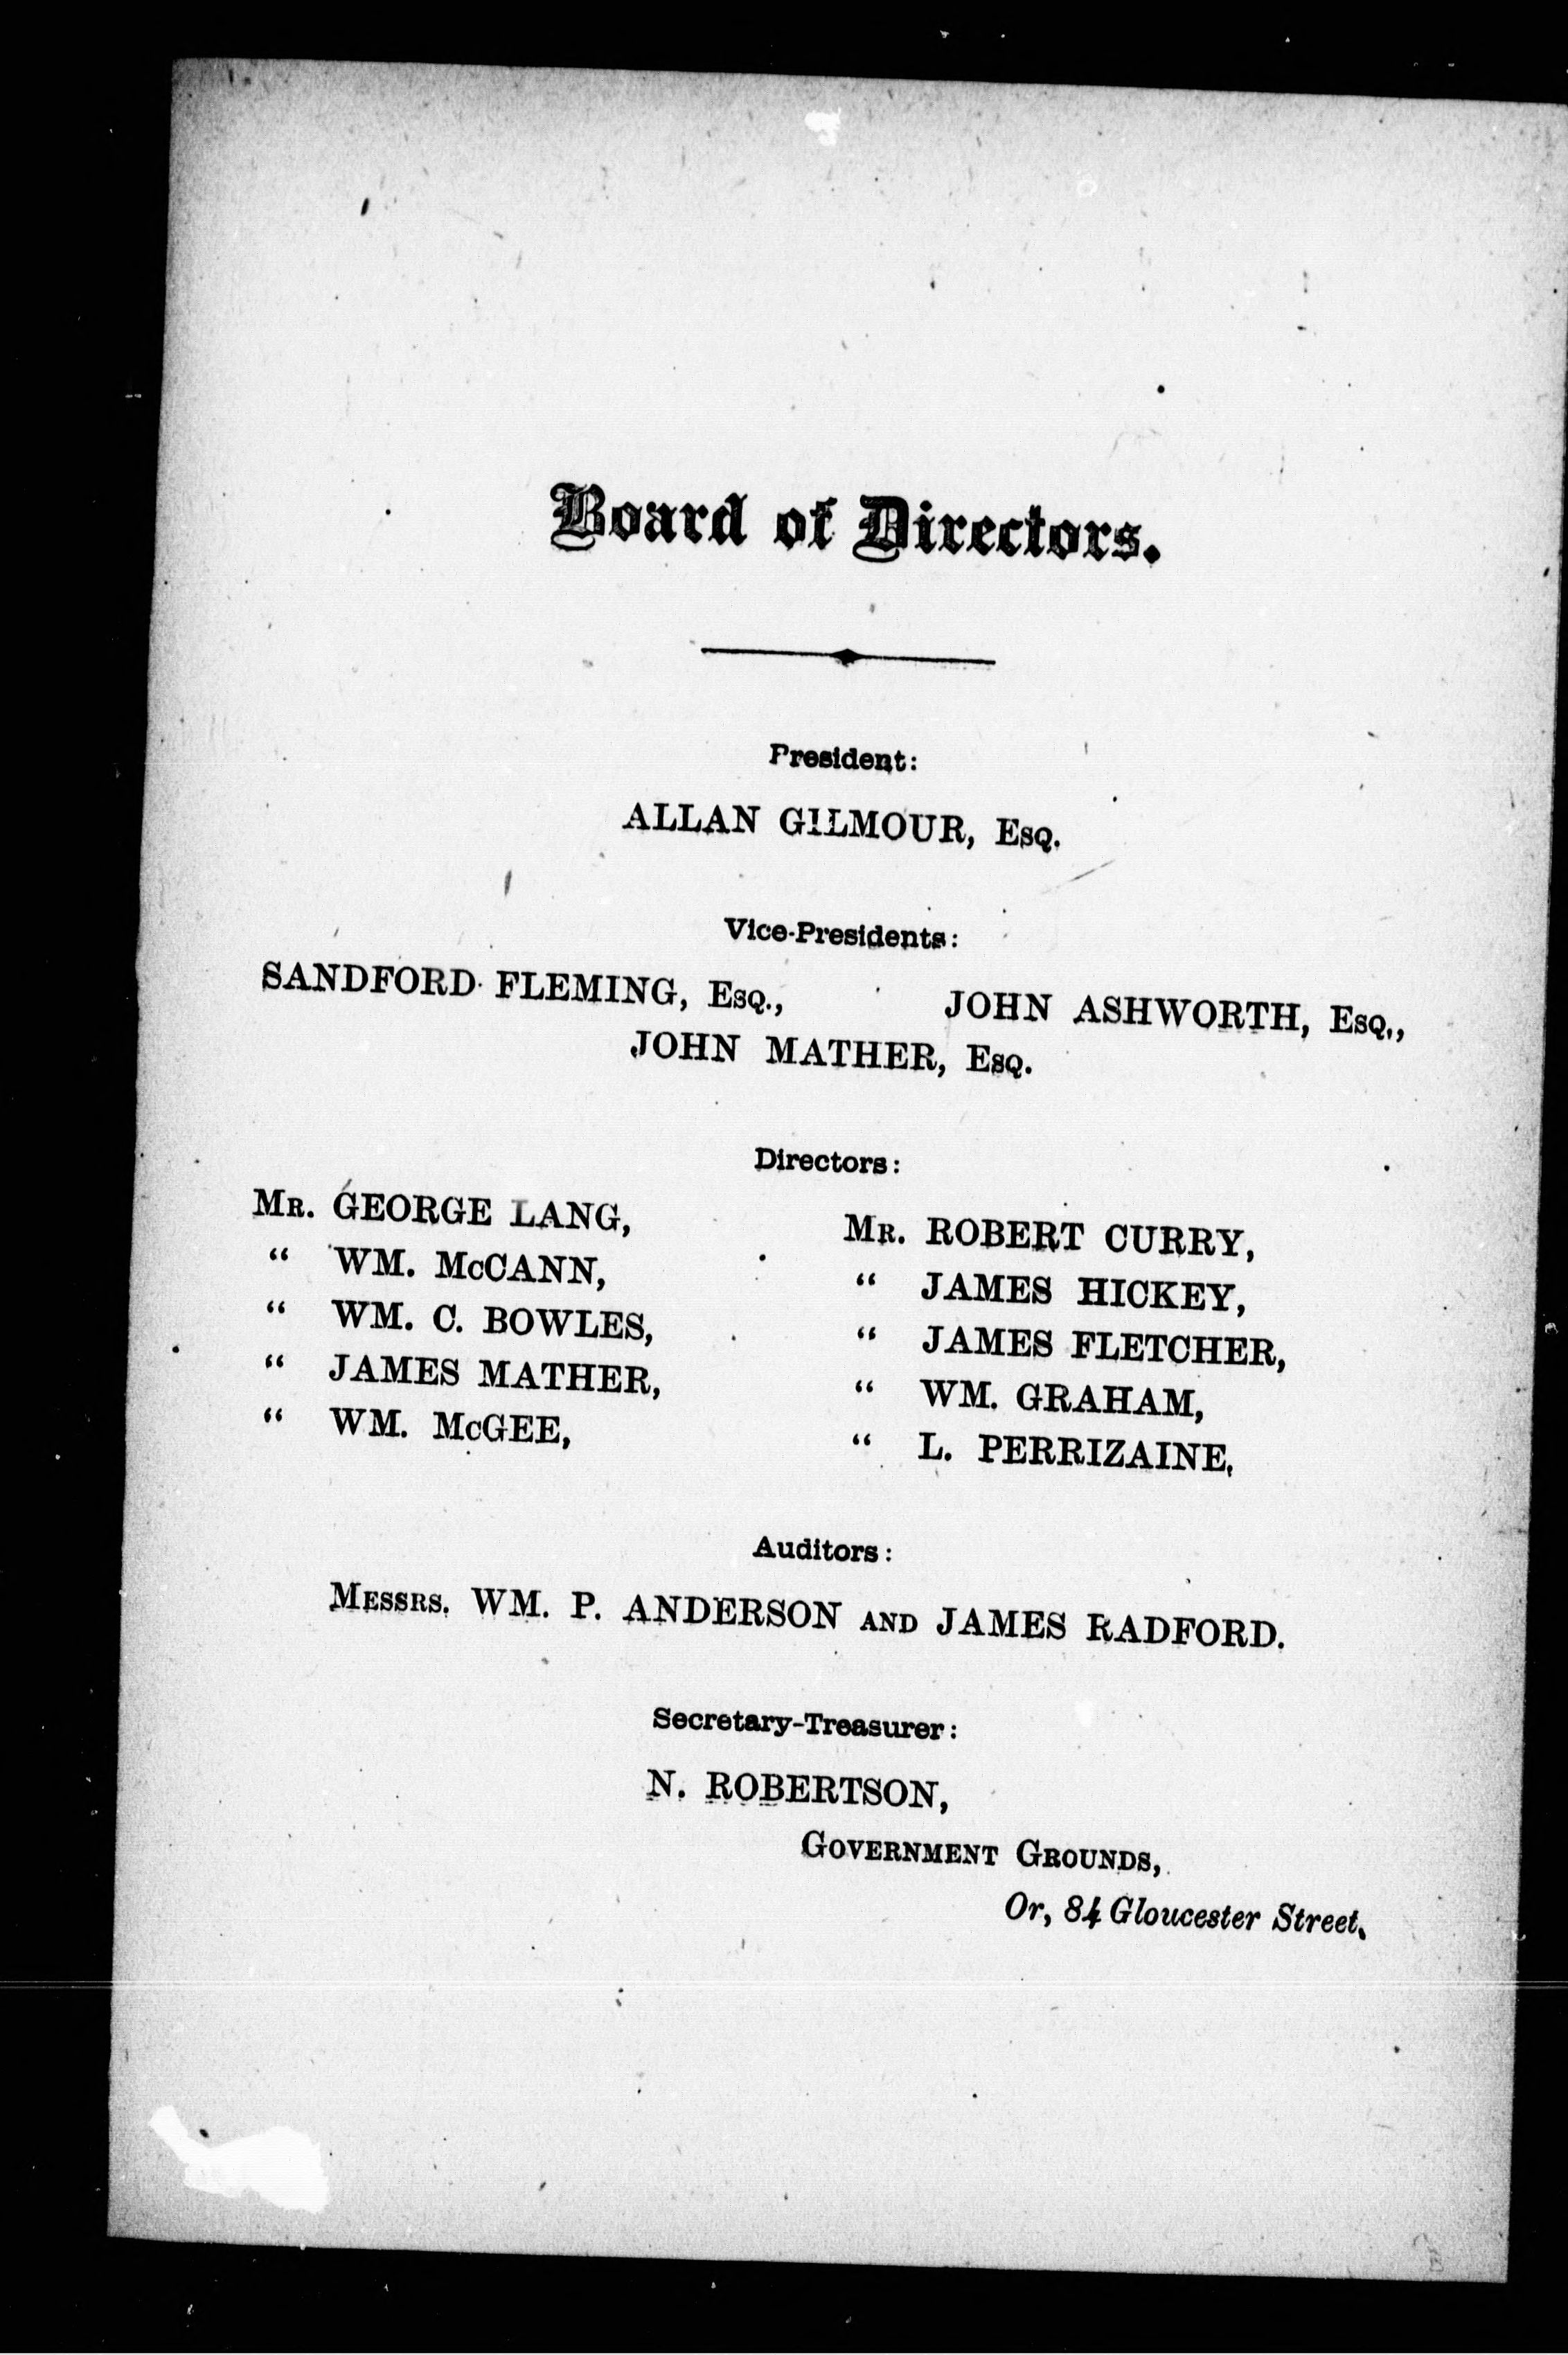 Board of Directors.
President:
ALLAN GILMOUR, Esq.
Vice-Presidents:
SANDFORD FLEMING, Esq., JOHN ASHWORTH, Esq.,
JOHN MATHER, Esq.
Directors:
Mr. GEORGE LANG, Mr. ROBERT CURRY,
“ WM. McCANN, “ JAMES HICKEY,
“ WM. C. BOWLES, “ JAMES FLETCHER,
“ JAMES MATHER, “ WM. GRAHAM,
“ WM. McGEE, “ L. PERRIZAINE,
Auditors:
Messrs. WM. P. ANDERSON and JAMES RADFORD.
Secretary-Treasurer:
N. ROBERTSON,
Government Grounds,
Or, 84 Gloucester Street.